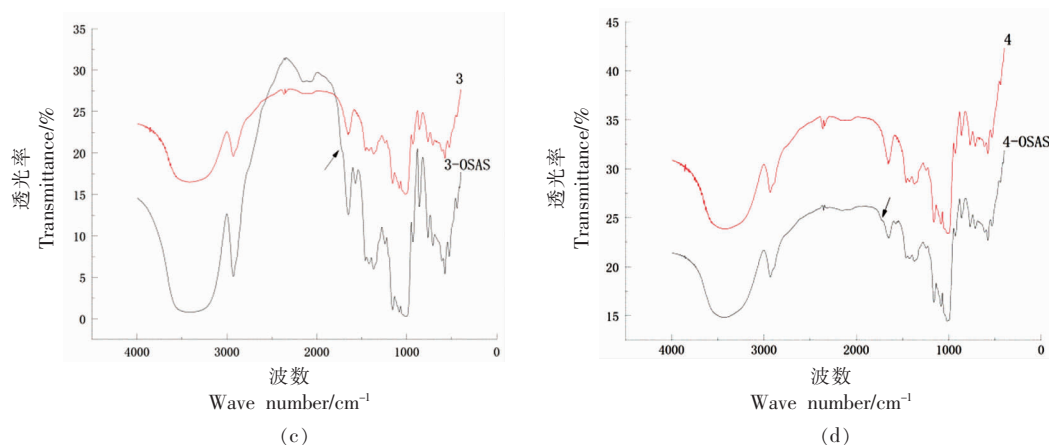 35
30
25
20
15
10
5
0
透光率
Transmittance/%
3
3-OSAS
4000
3000
2000
1000
0
波数
Wave number/cm⁻¹
(c)
45
40
35
30
25
20
15
透光率
Transmittance/%
4
4-OSAS
4000
3000
2000
1000
0
波数
Wave number/cm⁻¹
(d)